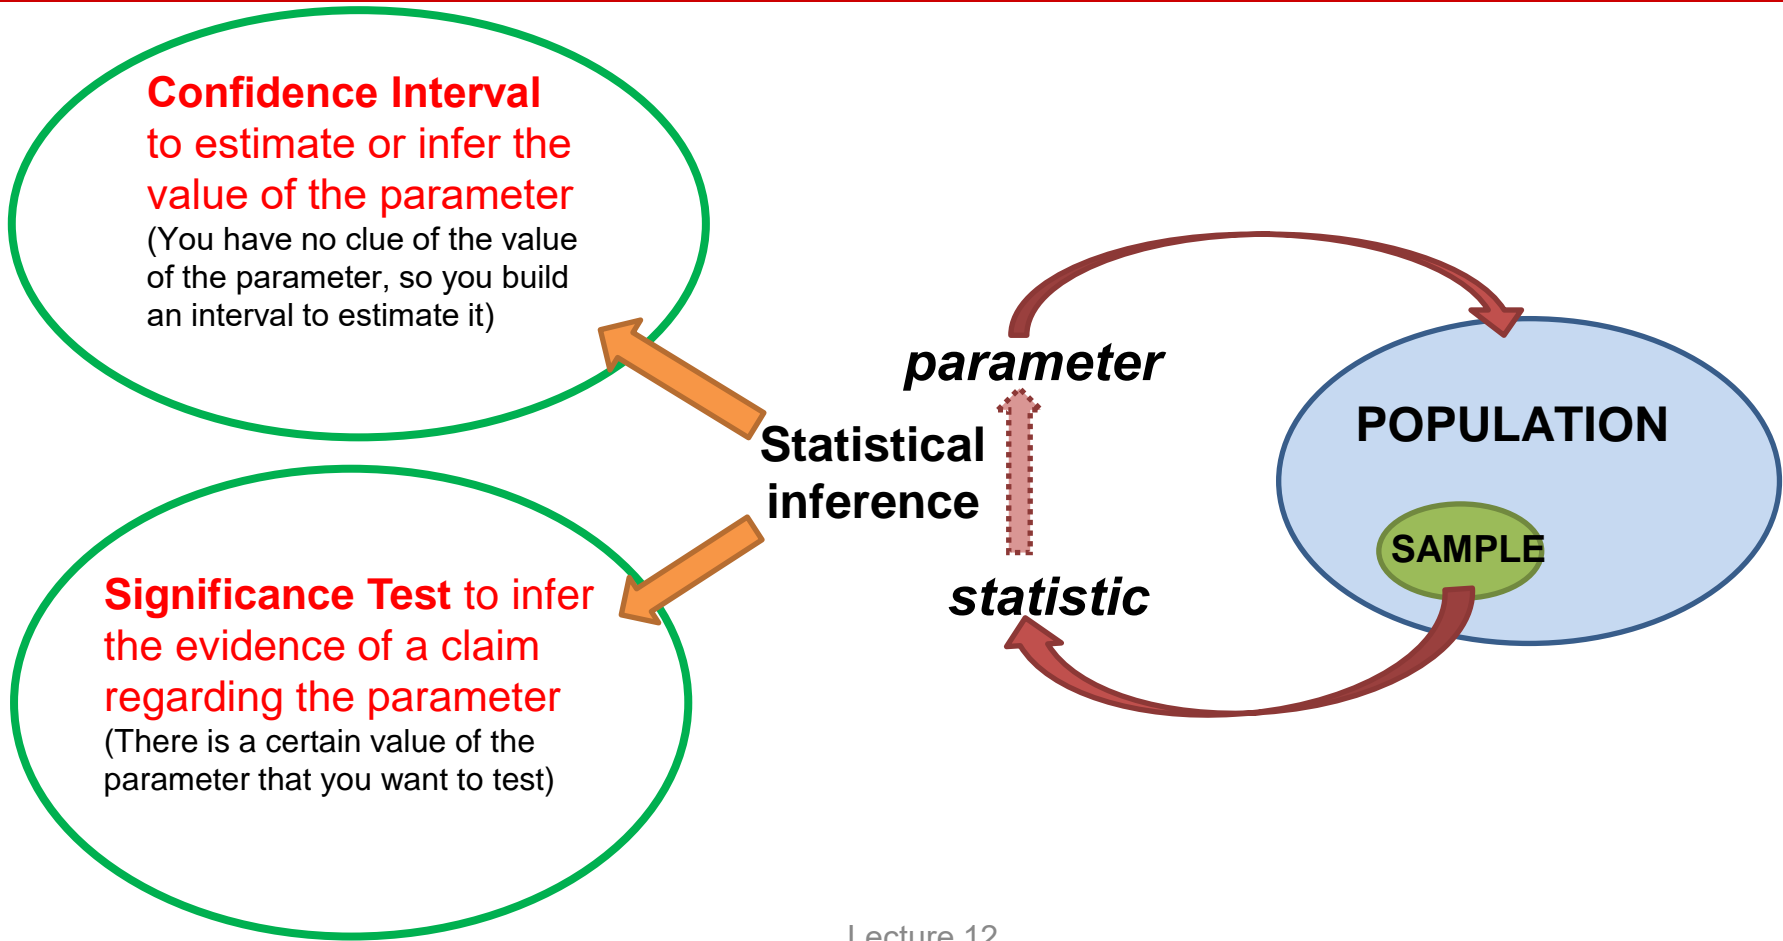 Confidence Interval
to estimate or infer the
value of the parameter
(You have no clue of the value
of the parameter, so you build
an interval to estimate it)
Significance Test to infer
the evidence of a claim
regarding the parameter
(There is a certain value of the
parameter that you want to test)
Statistical
inference
parameter
statistic
POPULATION
SAMPLE
Lecture 12